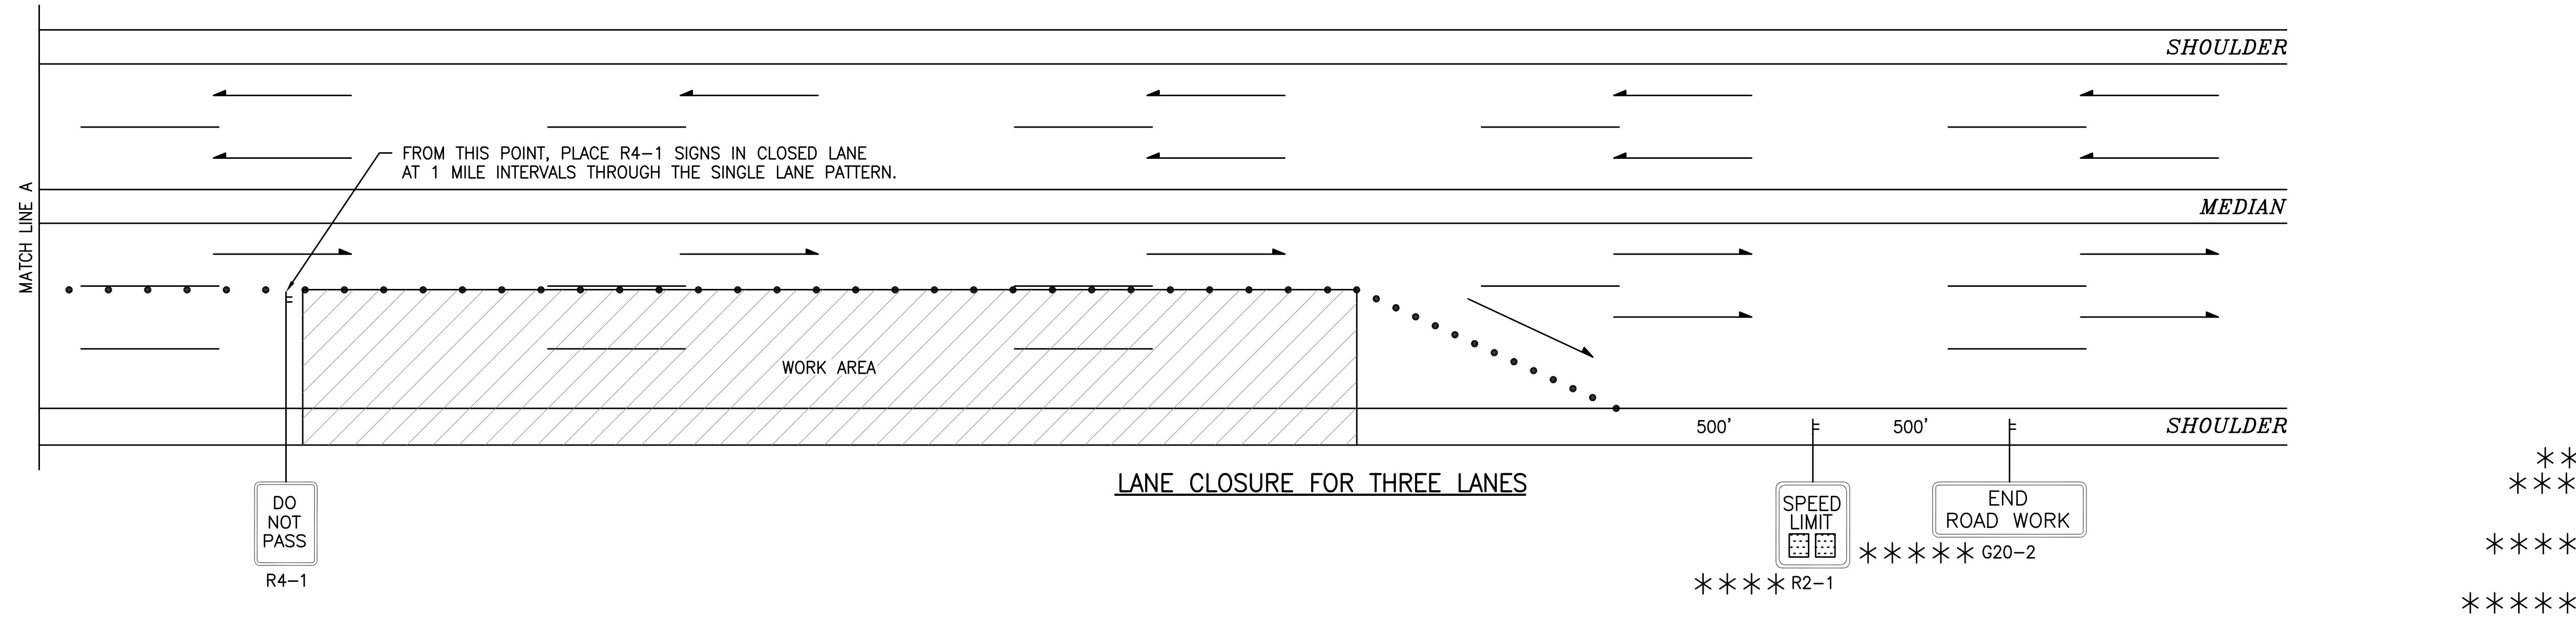 SHOULDER
FROM THIS POINT, PLACE R4-1 SIGNS IN CLOSED LANE
AT 1 MILE INTERVALS THROUGH THE SINGLE LANE PATTERN.
MATCH LINE A
MEDIAN
WORK AREA
500'
500'
SHOULDER
LANE CLOSURE FOR THREE LANES
DO
NOT
PASS
R4-1
SPEED
LIMIT
****R2-1
END
ROAD WORK
*****G20-2
**
***
****
*****